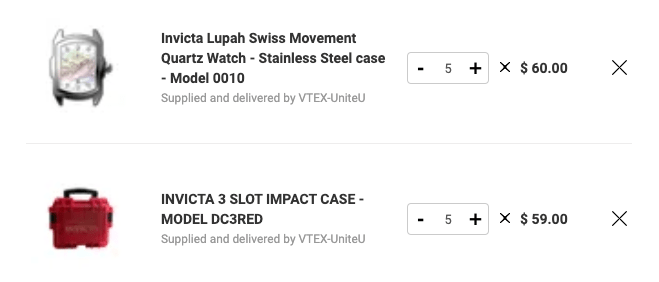 Invicta Lupah Swiss Movement
Quartz Watch - Stainless Steel case
- Model 0010
Supplied and delivered by VTEX-UniteU
- 5 + × $ 60.00 ×
INVICTA 3 SLOT IMPACT CASE -
MODEL DC3RED
Supplied and delivered by VTEX-UniteU
- 5 + × $ 59.00 ×